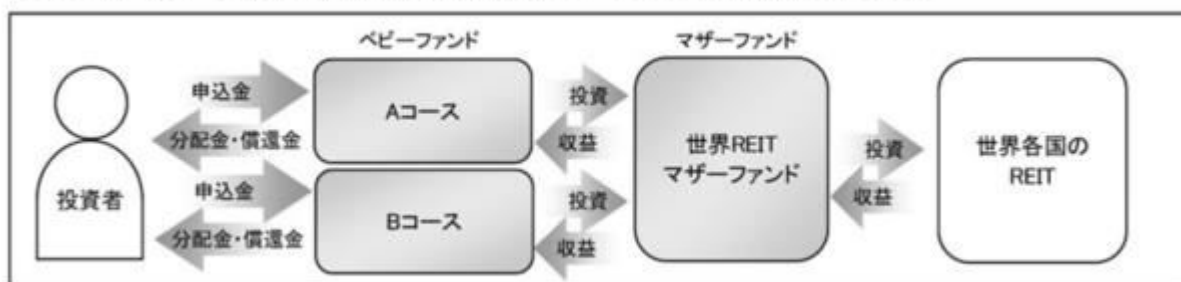 ベビーファンド
マザーファンド
申込金
Aコース
投資
分配金・償還金
収益
投資者
申込金
Bコース
投資
分配金・償還金
収益
世界REIT
マザーファンド
投資
収益
世界各国の
REIT